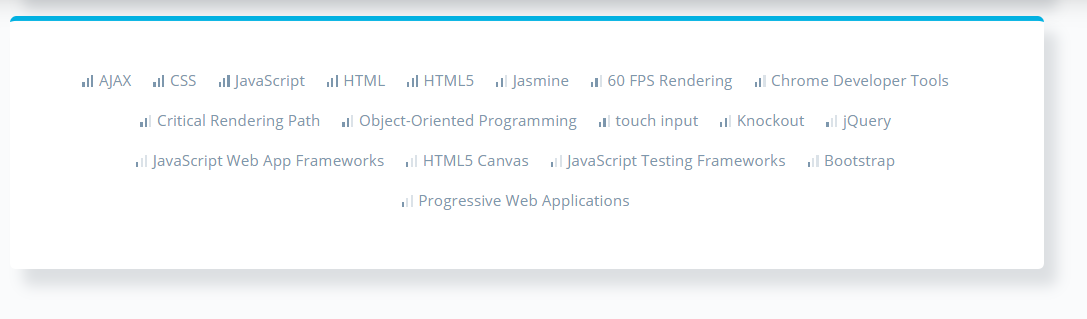 AJAX CSS JavaScript HTML HTML5 Jasmine 60 FPS Rendering Chrome Developer Tools
Critical Rendering Path Object-Oriented Programming touch input Knockout jQuery
JavaScript Web App Frameworks HTML5 Canvas JavaScript Testing Frameworks Bootstrap
Progressive Web Applications